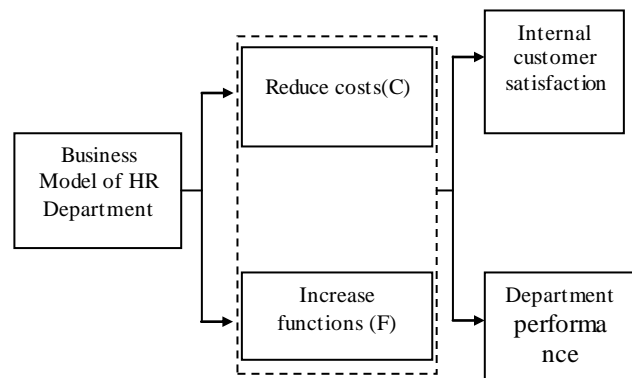 Business
Model of HR
Department
Reduce costs(C)
Increase
functions (F)
Internal
customer
satisfaction
Department
performa
nce